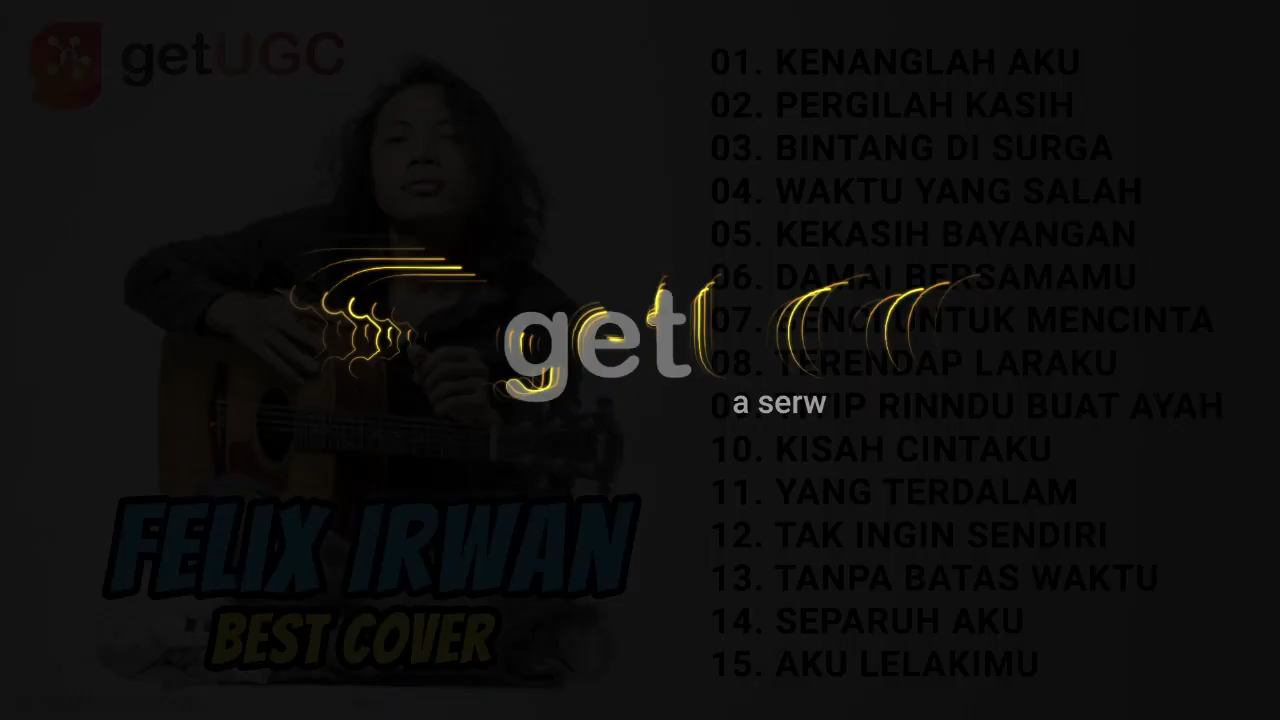 getUGC
01. KENANGLAH AKU
02. PERGILAH KASIH
03. BINTANG DI SURGA
04. WAKTU YANG SALAH
05. KEKASIH BAYANGAN
06. DAMAI BERSAMAMU
07. UNTUK MENCINTA
08. TERENDAP LARAKU
RINNDU BUAT AYAH
10. KISAH CINTAKU
11. YANG TERDALAM
12. TAK INGIN SENDIRI
13. TANPA BATAS WAKTU
14. SEPARUH AKU
15. AKU LELAKIMU
get
a serw
FELIX IRWAN
BEST COVER